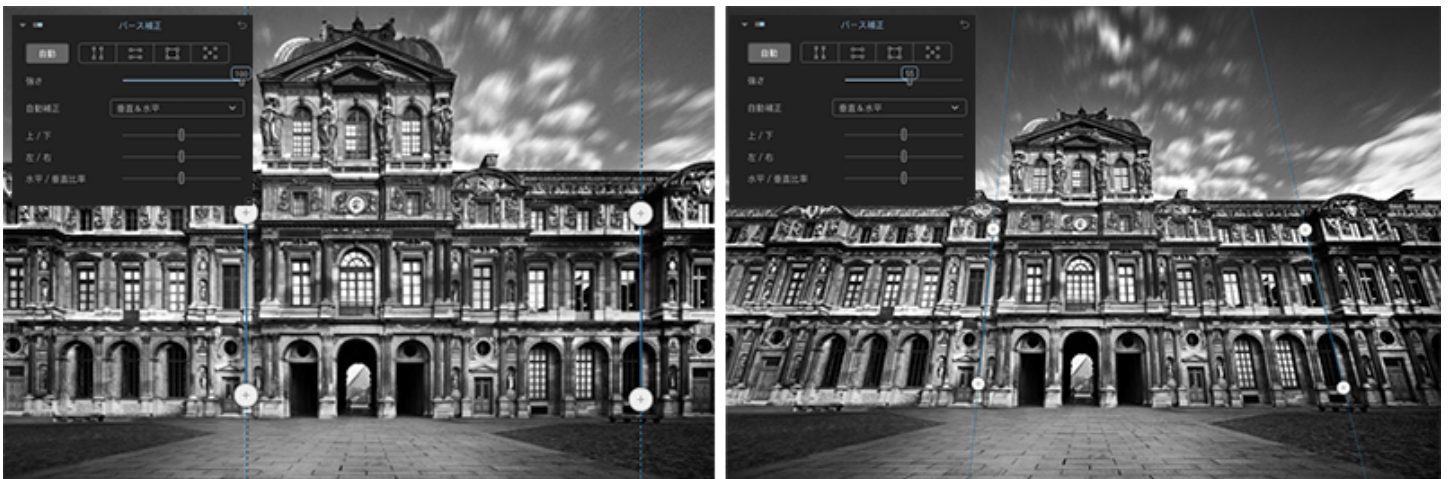 パース補正
自動
強さ
100
自動補正
垂直&水平
上 / 下
左 / 右
水平 / 垂直比率
パース補正
自動
強さ
55
自動補正
垂直&水平
上 / 下
左 / 右
水平 / 垂直比率